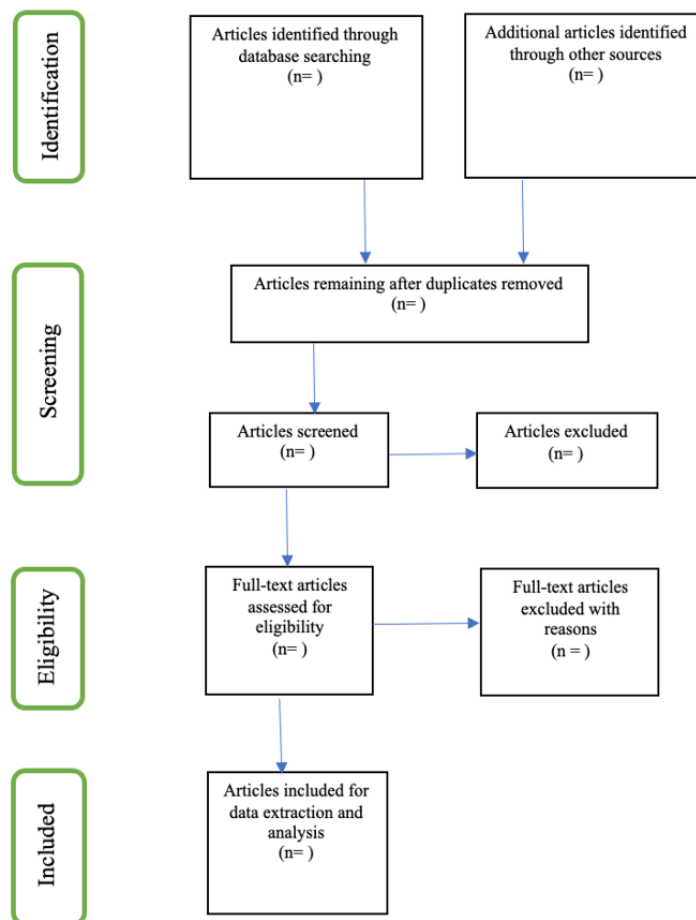 Identification
Articles identified through
database searching
(n= )
Additional articles identified
through other sources
(n= )
Screening
Articles remaining after duplicates removed
(n= )
Articles screened
(n= )
Articles excluded
(n= )
Eligibility
Full-text articles
assessed for
eligibility
(n= )
Full-text articles
excluded with
reasons
(n = )
Included
Articles included for
data extraction and
analysis
(n= )